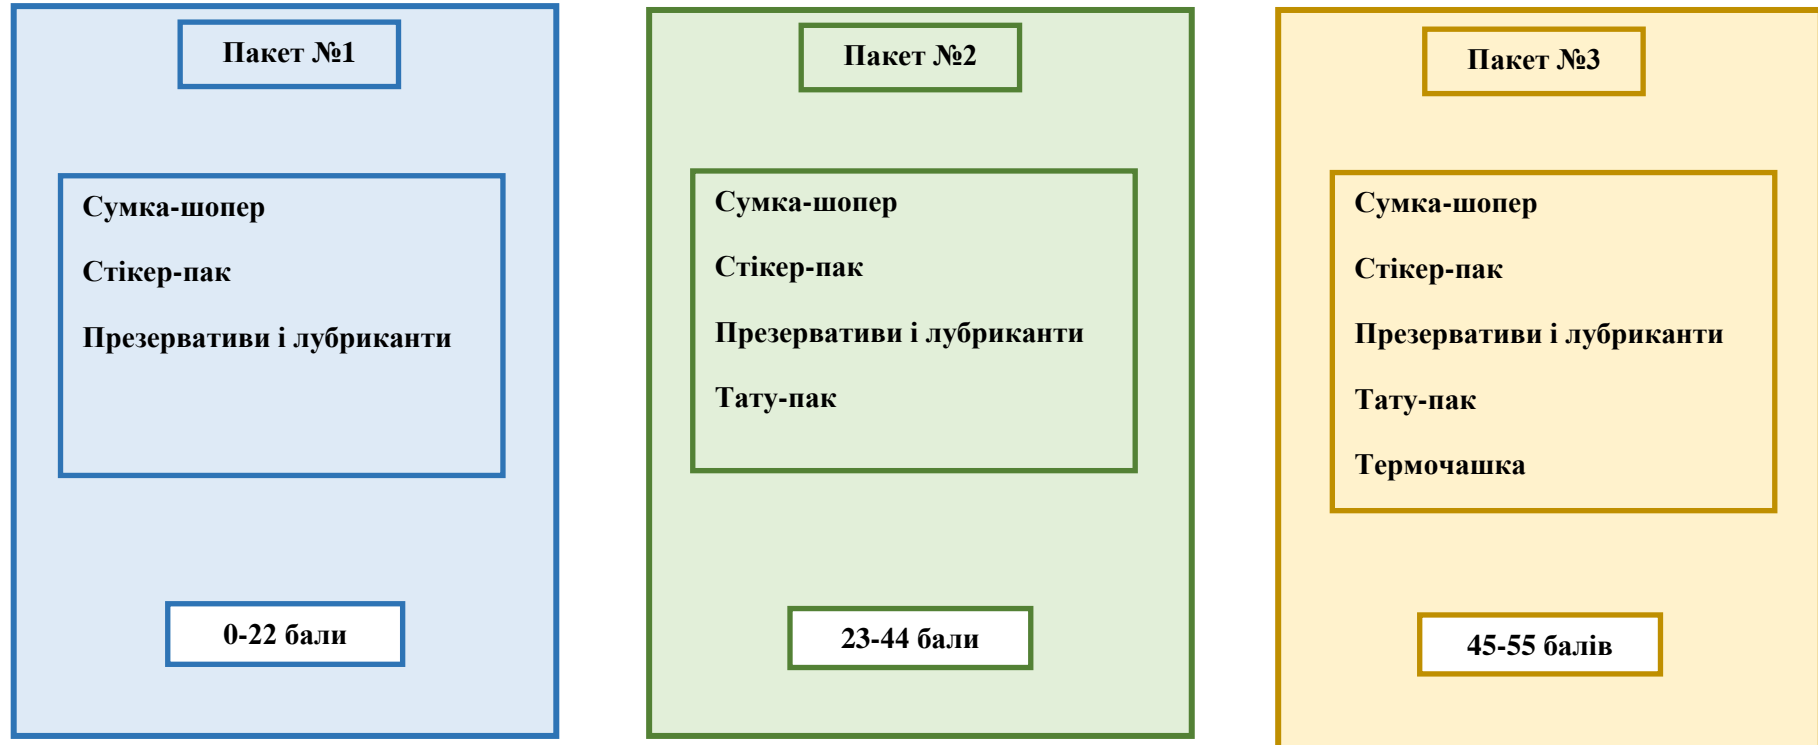 Пакет №1
Сумка-шопер
Стікер-пак
Презервативи і лубриканти
0-22 бали
Пакет №2
Сумка-шопер
Стікер-пак
Презервативи і лубриканти
Тату-пак
23-44 бали
Пакет №3
Сумка-шопер
Стікер-пак
Презервативи і лубриканти
Тату-пак
Термочашка
45-55 балів